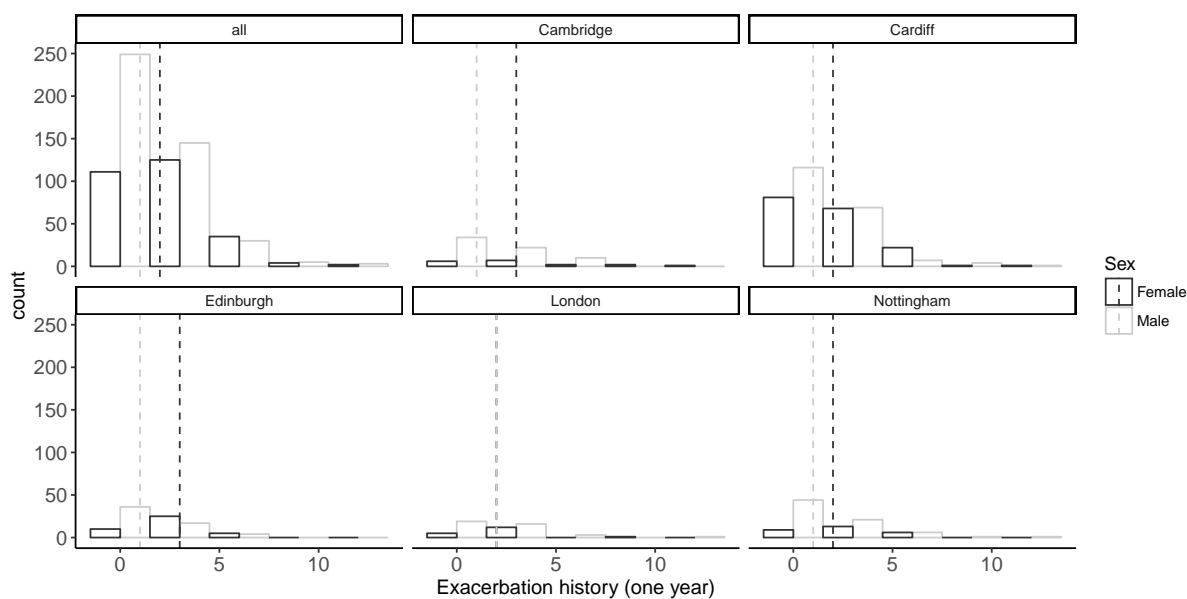 all
Cambridge
Cardiff
250
200
150
100
50
0
count
Edinburgh
London
Nottingham
250
200
150
100
50
0
0
5
10
0
5
10
0
5
10
Exacerbation history (one year)
Sex
Female
Male